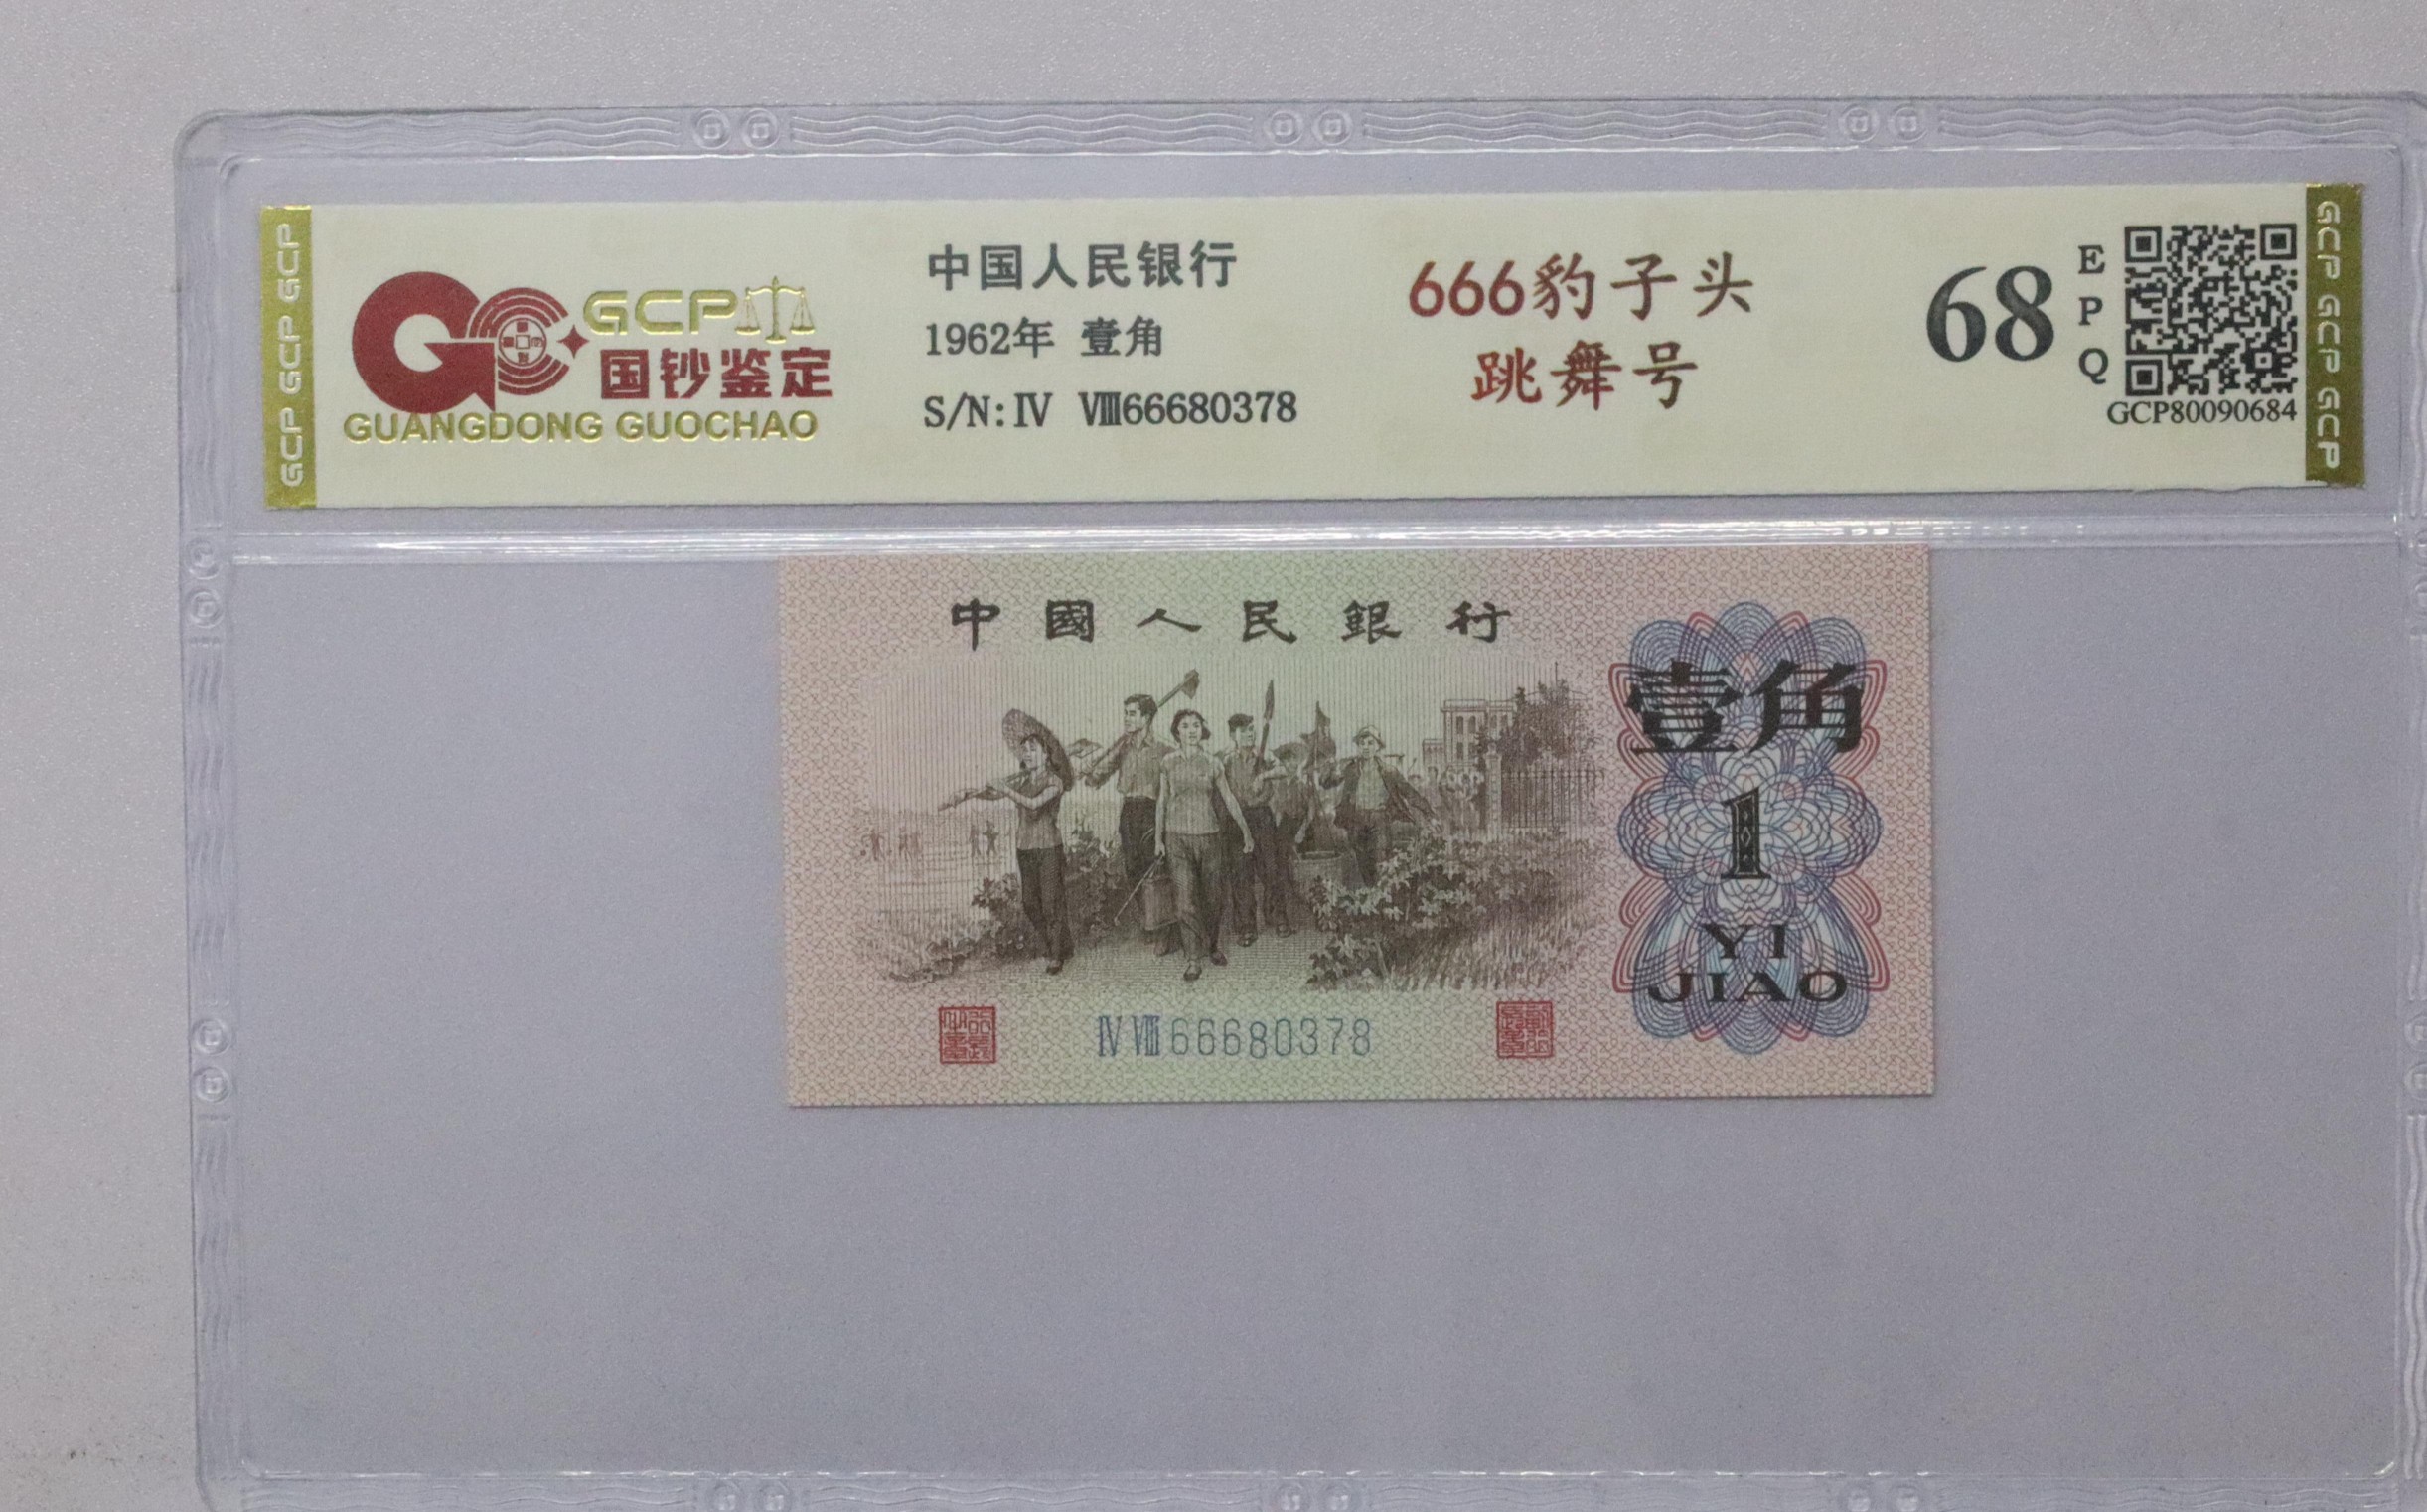 GCP GCP GCP
GCP
国钞鉴定
GUANGDONG GUOCHAO
中国人民银行
1962年 壹角
S/N: IV VIII66680378
666豹子头
跳舞号
68
EPQ
GCP80090684
GCP GCP GCP
中國人民銀行
壹角
1
YI
JIAO
IV VIII 66680378